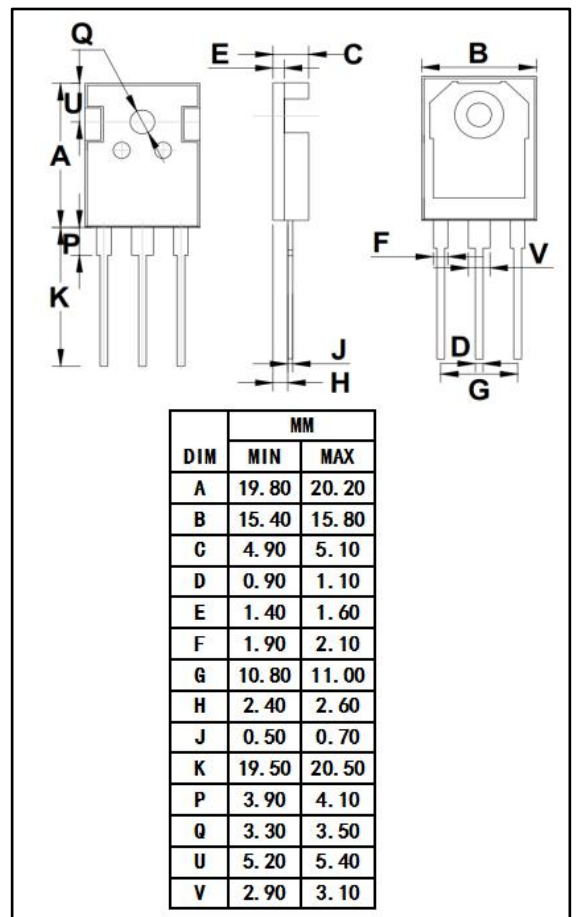 Q
E C B
U
A
P
F V
K
D
J
H G
MM
DIM MIN MAX
A 19.80 20.20
B 15.40 15.80
C 4.90 5.10
D 0.90 1.10
E 1.40 1.60
F 1.90 2.10
G 10.80 11.00
H 2.40 2.60
J 0.50 0.70
K 19.50 20.50
P 3.90 4.10
Q 3.30 3.50
U 5.20 5.40
V 2.90 3.10